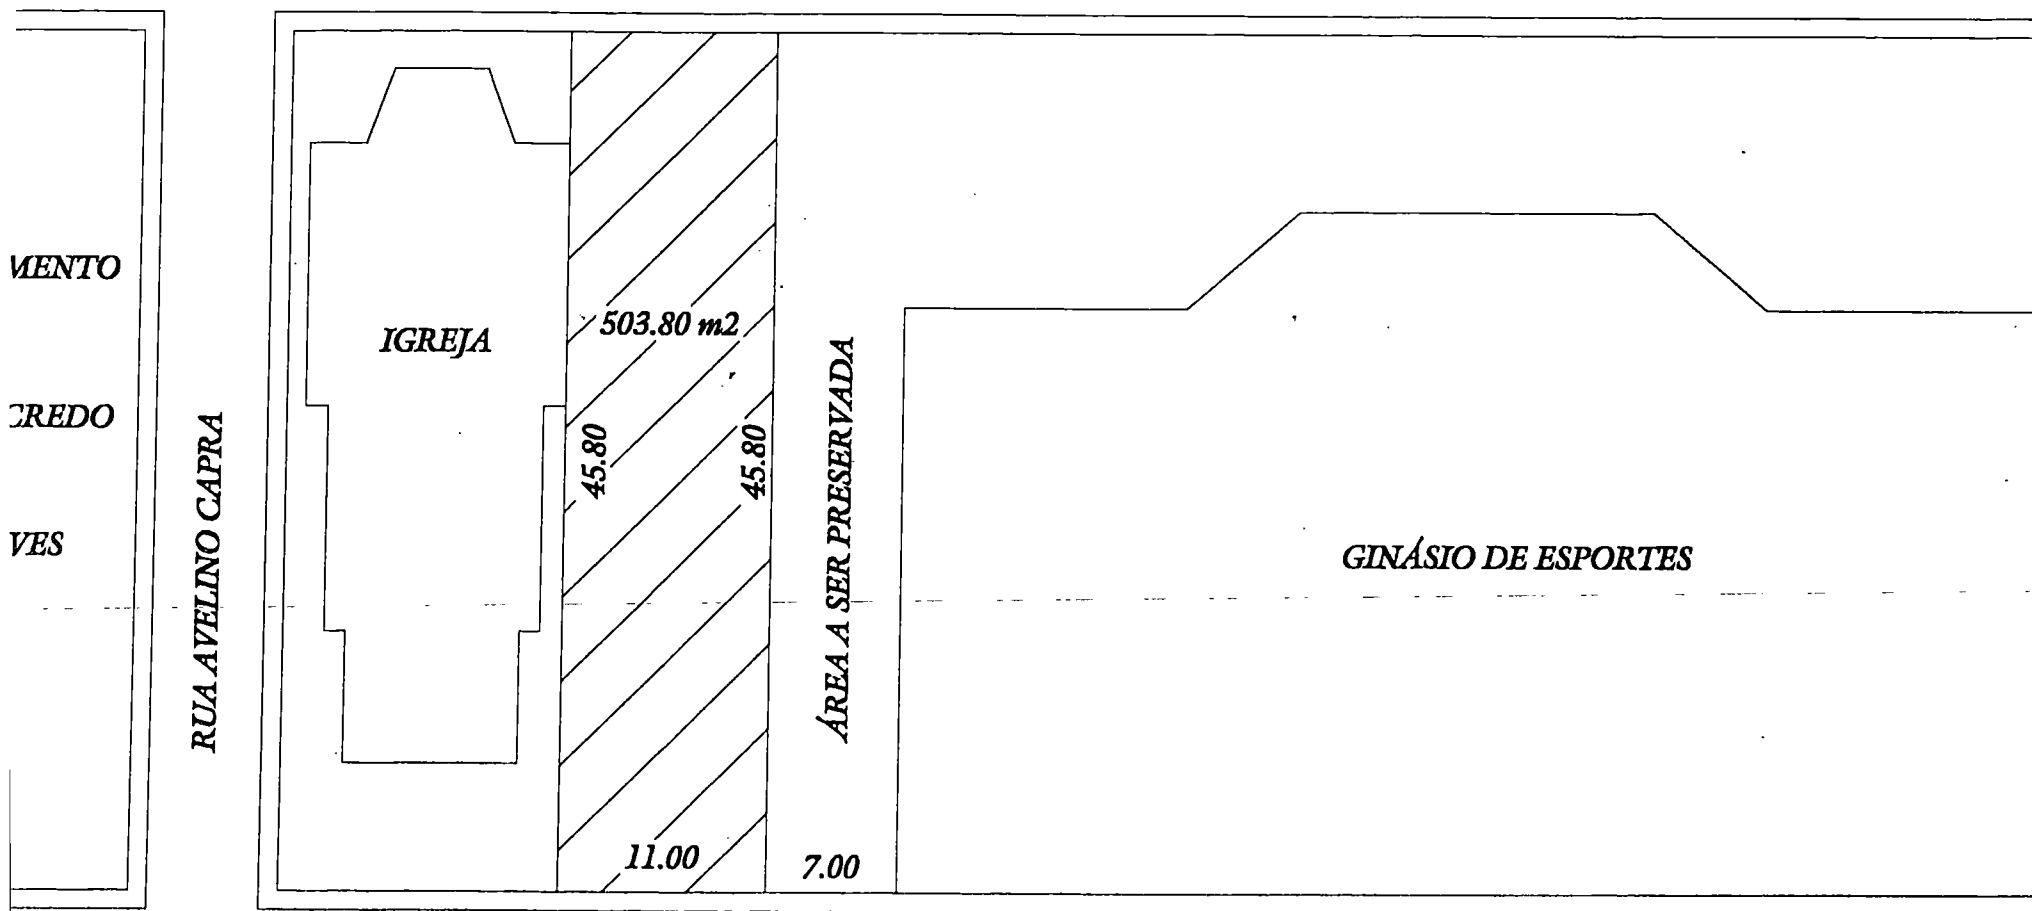 MENTO
CREDO
VES
RUA AVELINO CAPRA
IGREJA
503.80 m2
45.80
45.80
11.00
ÁREA A SER PRESERVADA
7.00
GINÁSIO DE ESPORTES